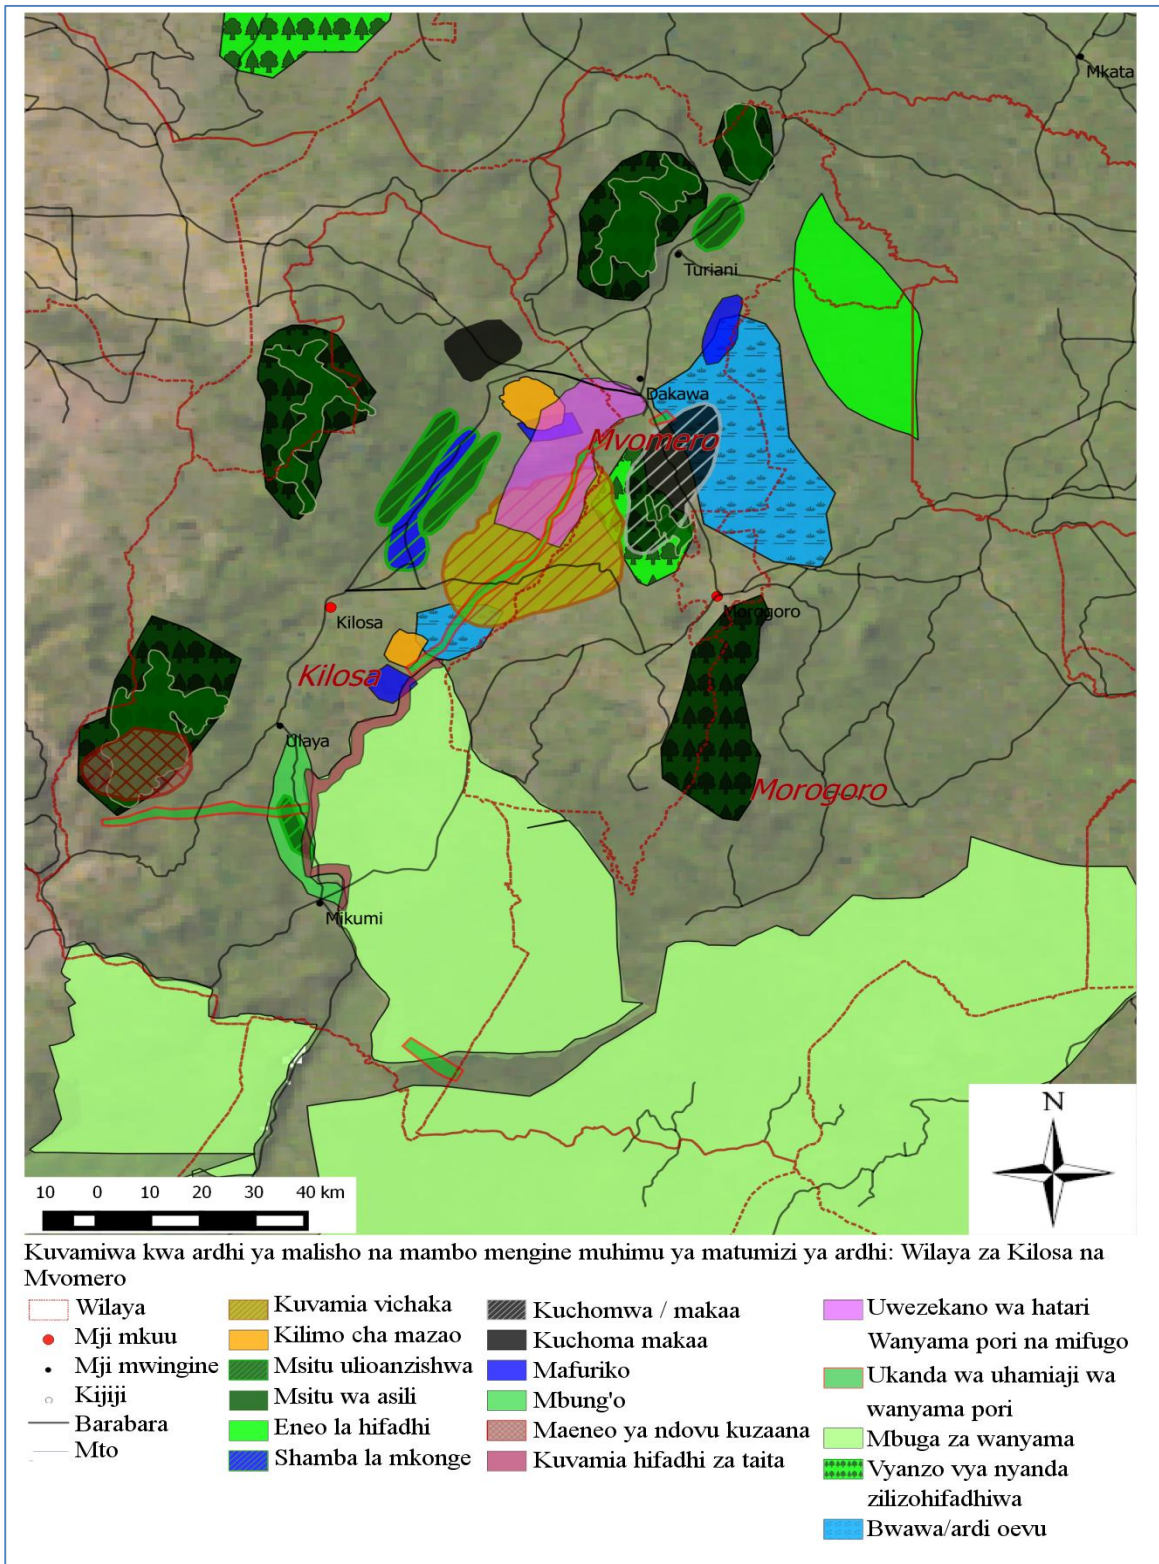 Mkata
Turiani
Dakawa
Mvomero
Kilosa
Morogoro
Kilosa
Ulaya
Morogoro
Mikumi
N
10 0 10 20 30 40 km
Kuvamiwa kwa ardhi ya malisho na mambo mengine muhimu ya matumizi ya ardhi: Wilaya za Kilosa na
Mvomero
Wilaya
Mji mkuu
Mji mwingine
Kijiji
Barabara
Mto
Kuvamia vichaka
Kilimo cha mazao
Msitu ulioanzishwa
Msitu wa asili
Eneo la hifadhi
Shamba la mkonge
Kuchomwa / makaa
Kuchoma makaa
Mafuriko
Mbung'o
Maeneo ya ndovu kuzaana
Kuvamia hifadhi za taita
Uwezekano wa hatari
Wanyama pori na mifugo
Ukanda wa uhamiaji wa
wanyama pori
Mbuga za wanyama
Vyanzo vya nyanda
zilizohifadhiwa
Bwawa/ardi oevu